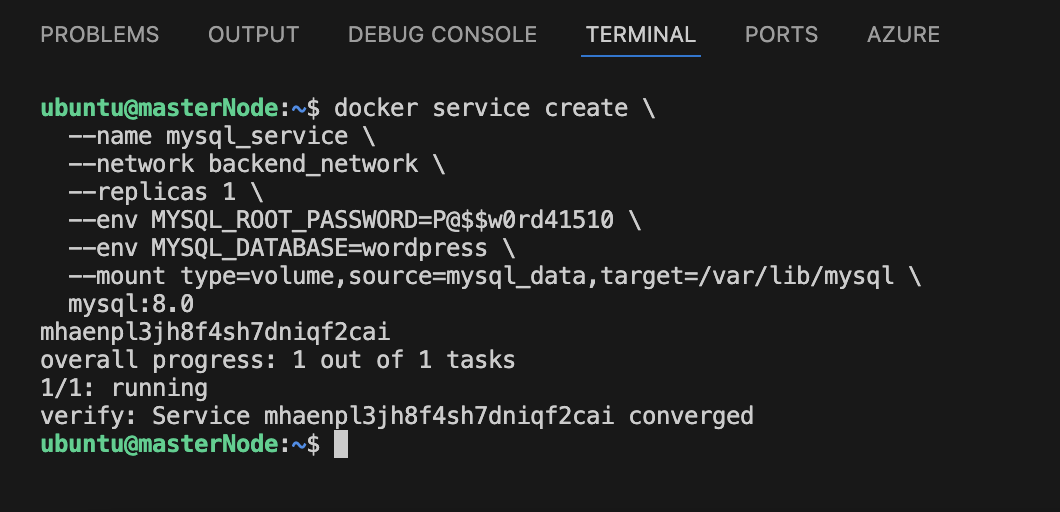 PROBLEMS OUTPUT DEBUG CONSOLE TERMINAL PORTS AZURE
ubuntu@masterNode:~$ docker service create \
  --name mysql_service \
  --network backend_network \
  --replicas 1 \
  --env MYSQL_ROOT_PASSWORD=P@$$w0rd41510 \
  --env MYSQL_DATABASE=wordpress \
  --mount type=volume,source=mysql_data,target=/var/lib/mysql \
  mysql:8.0
mhaenpl3jh8f4sh7dniqf2cai
overall progress: 1 out of 1 tasks
1/1: running
verify: Service mhaenpl3jh8f4sh7dniqf2cai converged
ubuntu@masterNode:~$